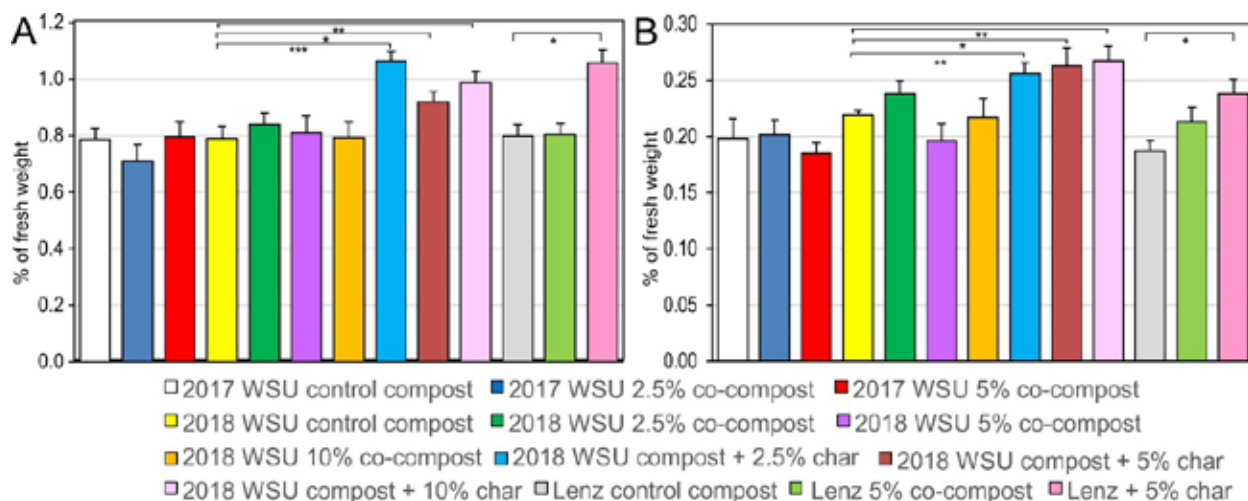 A
% of fresh weight
1.2
1.0
0.8
0.6
0.4
0.2
0.0
**
*
***
*
B
% of fresh weight
0.30
0.25
0.20
0.15
0.10
0.05
0.00
**
*
**
*
2017 WSU control compost 2017 WSU 2.5% co-compost 2017 WSU 5% co-compost
2018 WSU control compost 2018 WSU 2.5% co-compost 2018 WSU 5% co-compost
2018 WSU 10% co-compost 2018 WSU compost + 2.5% char 2018 WSU compost + 5% char
2018 WSU compost + 10% char Lenz control compost Lenz 5% co-compost Lenz + 5% char